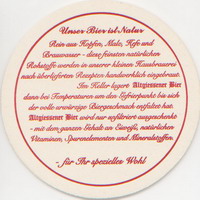 Unser Bier ist Natur
Rein aus Hopfen, Malz, Hefe und
Brauwasser - diese feinsten natürlichen
Rohstoffe werden in unserer kleinen Hausbrauerei
nach überlieferten Rezepten handwerklich eingebraut.
Im Keller lagert Altgiessener Bier
dann bei Temperaturen um den Gefrierpunkt bis sich
der volle urwürzige Biergeschmack entfaltet hat.
Altgiessener Bier wird nur unfiltriert ausgeschenkt
- mit dem ganzen Gehalt an Eiweiß, natürlichen
Vitaminen, Spurenelementen und Mineralstoffen.
- für Ihr spezielles Wohl